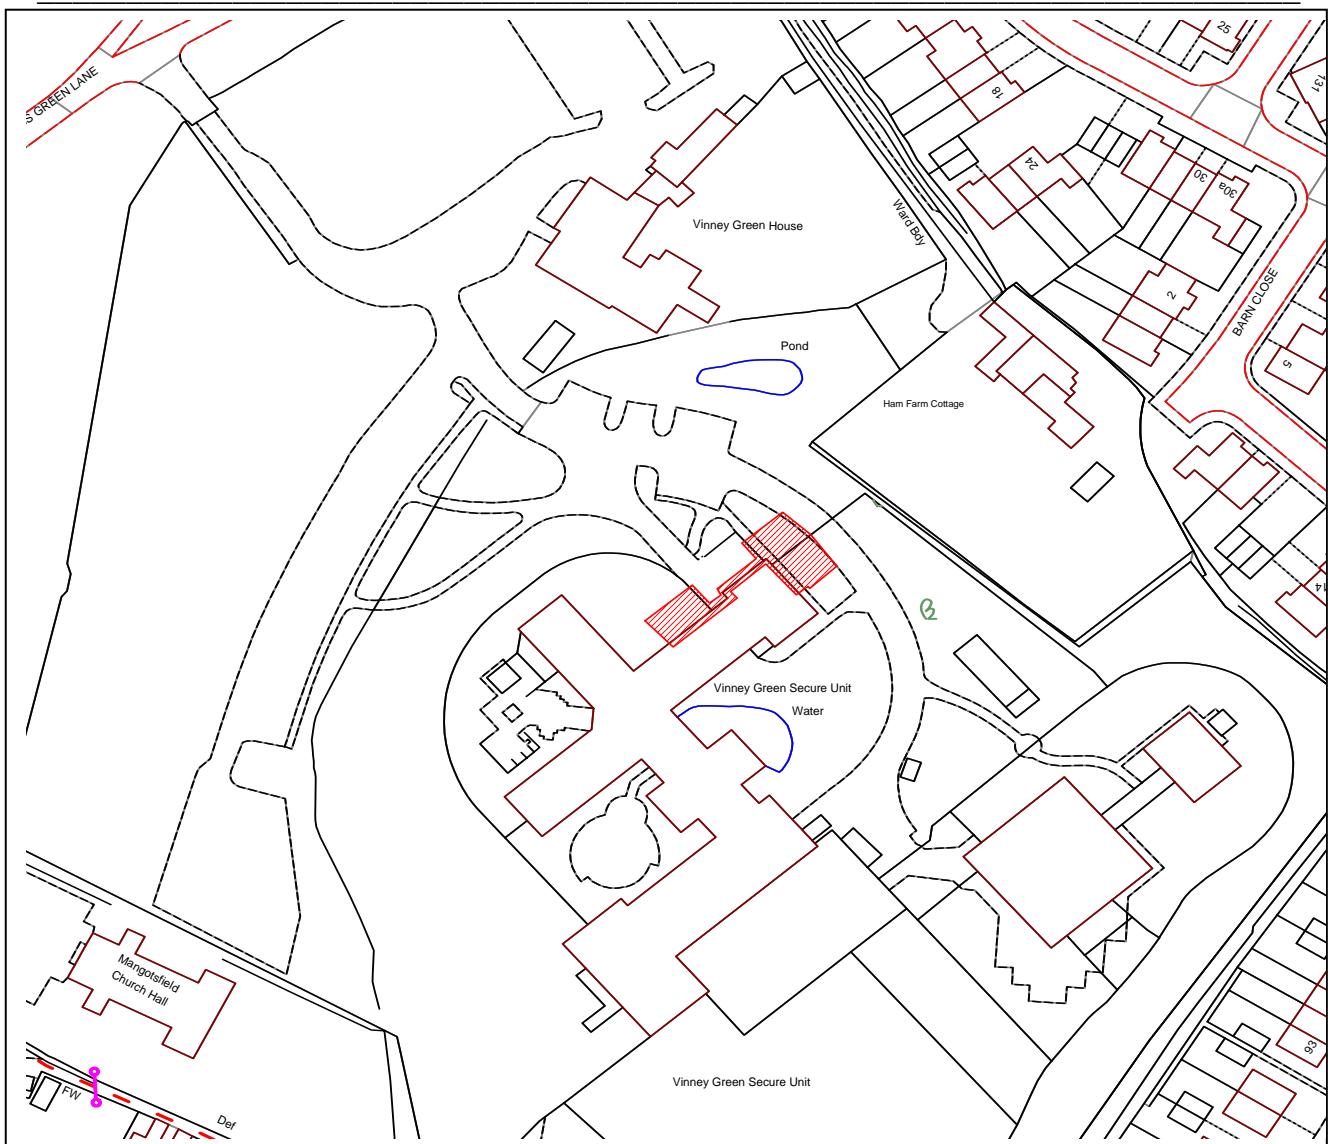 25
S GREEN LANE
131
18
24
30
30a
Ward Bdy
Vinney Green House
2
BARN CLOSE
Pond
5
Ham Farm Cottage
14
Vinney Green Secure Unit
Water
Mangotsfield
Church Hall
93
Vinney Green Secure Unit
FW
Def